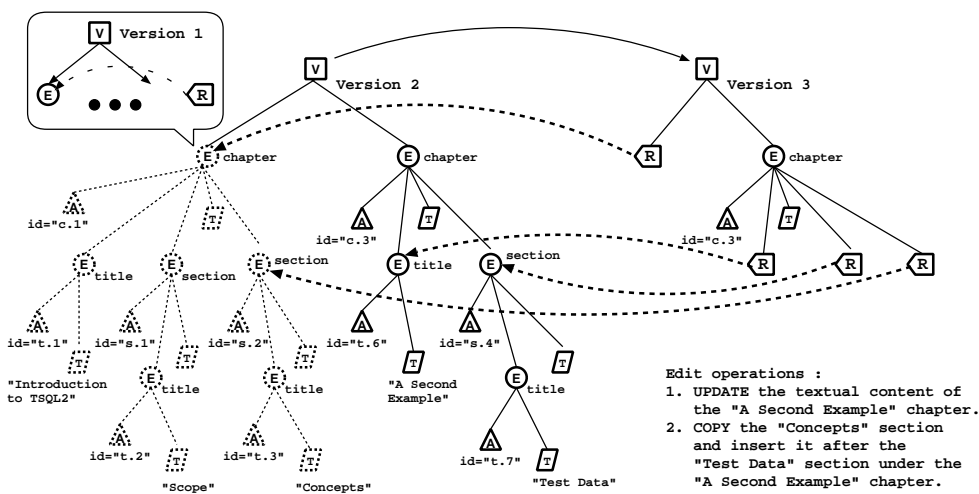 V Version 1
E R
V
Version 2
V
Version 3
E chapter
E chapter
R
E chapter
A
id="c.1"
T
A
id="c.3"
T
A
id="c.3"
T
E title
E section
E section
E title
E section
R
R
R
A
id="t.1"
T
"Introduction
to TSQL2"
A
id="s.1"
T
A
id="s.2"
T
A
id="t.6"
T
"A Second
Example"
A
id="s.4"
T
E title
E title
E title
A
id="t.2"
T
"Scope"
A
id="t.3"
T
"Concepts"
A
id="t.7"
T
"Test Data"
Edit operations :
1. UPDATE the textual content of
the "A Second Example" chapter.
2. COPY the "Concepts" section
and insert it after the
"Test Data" section under the
"A Second Example" chapter.